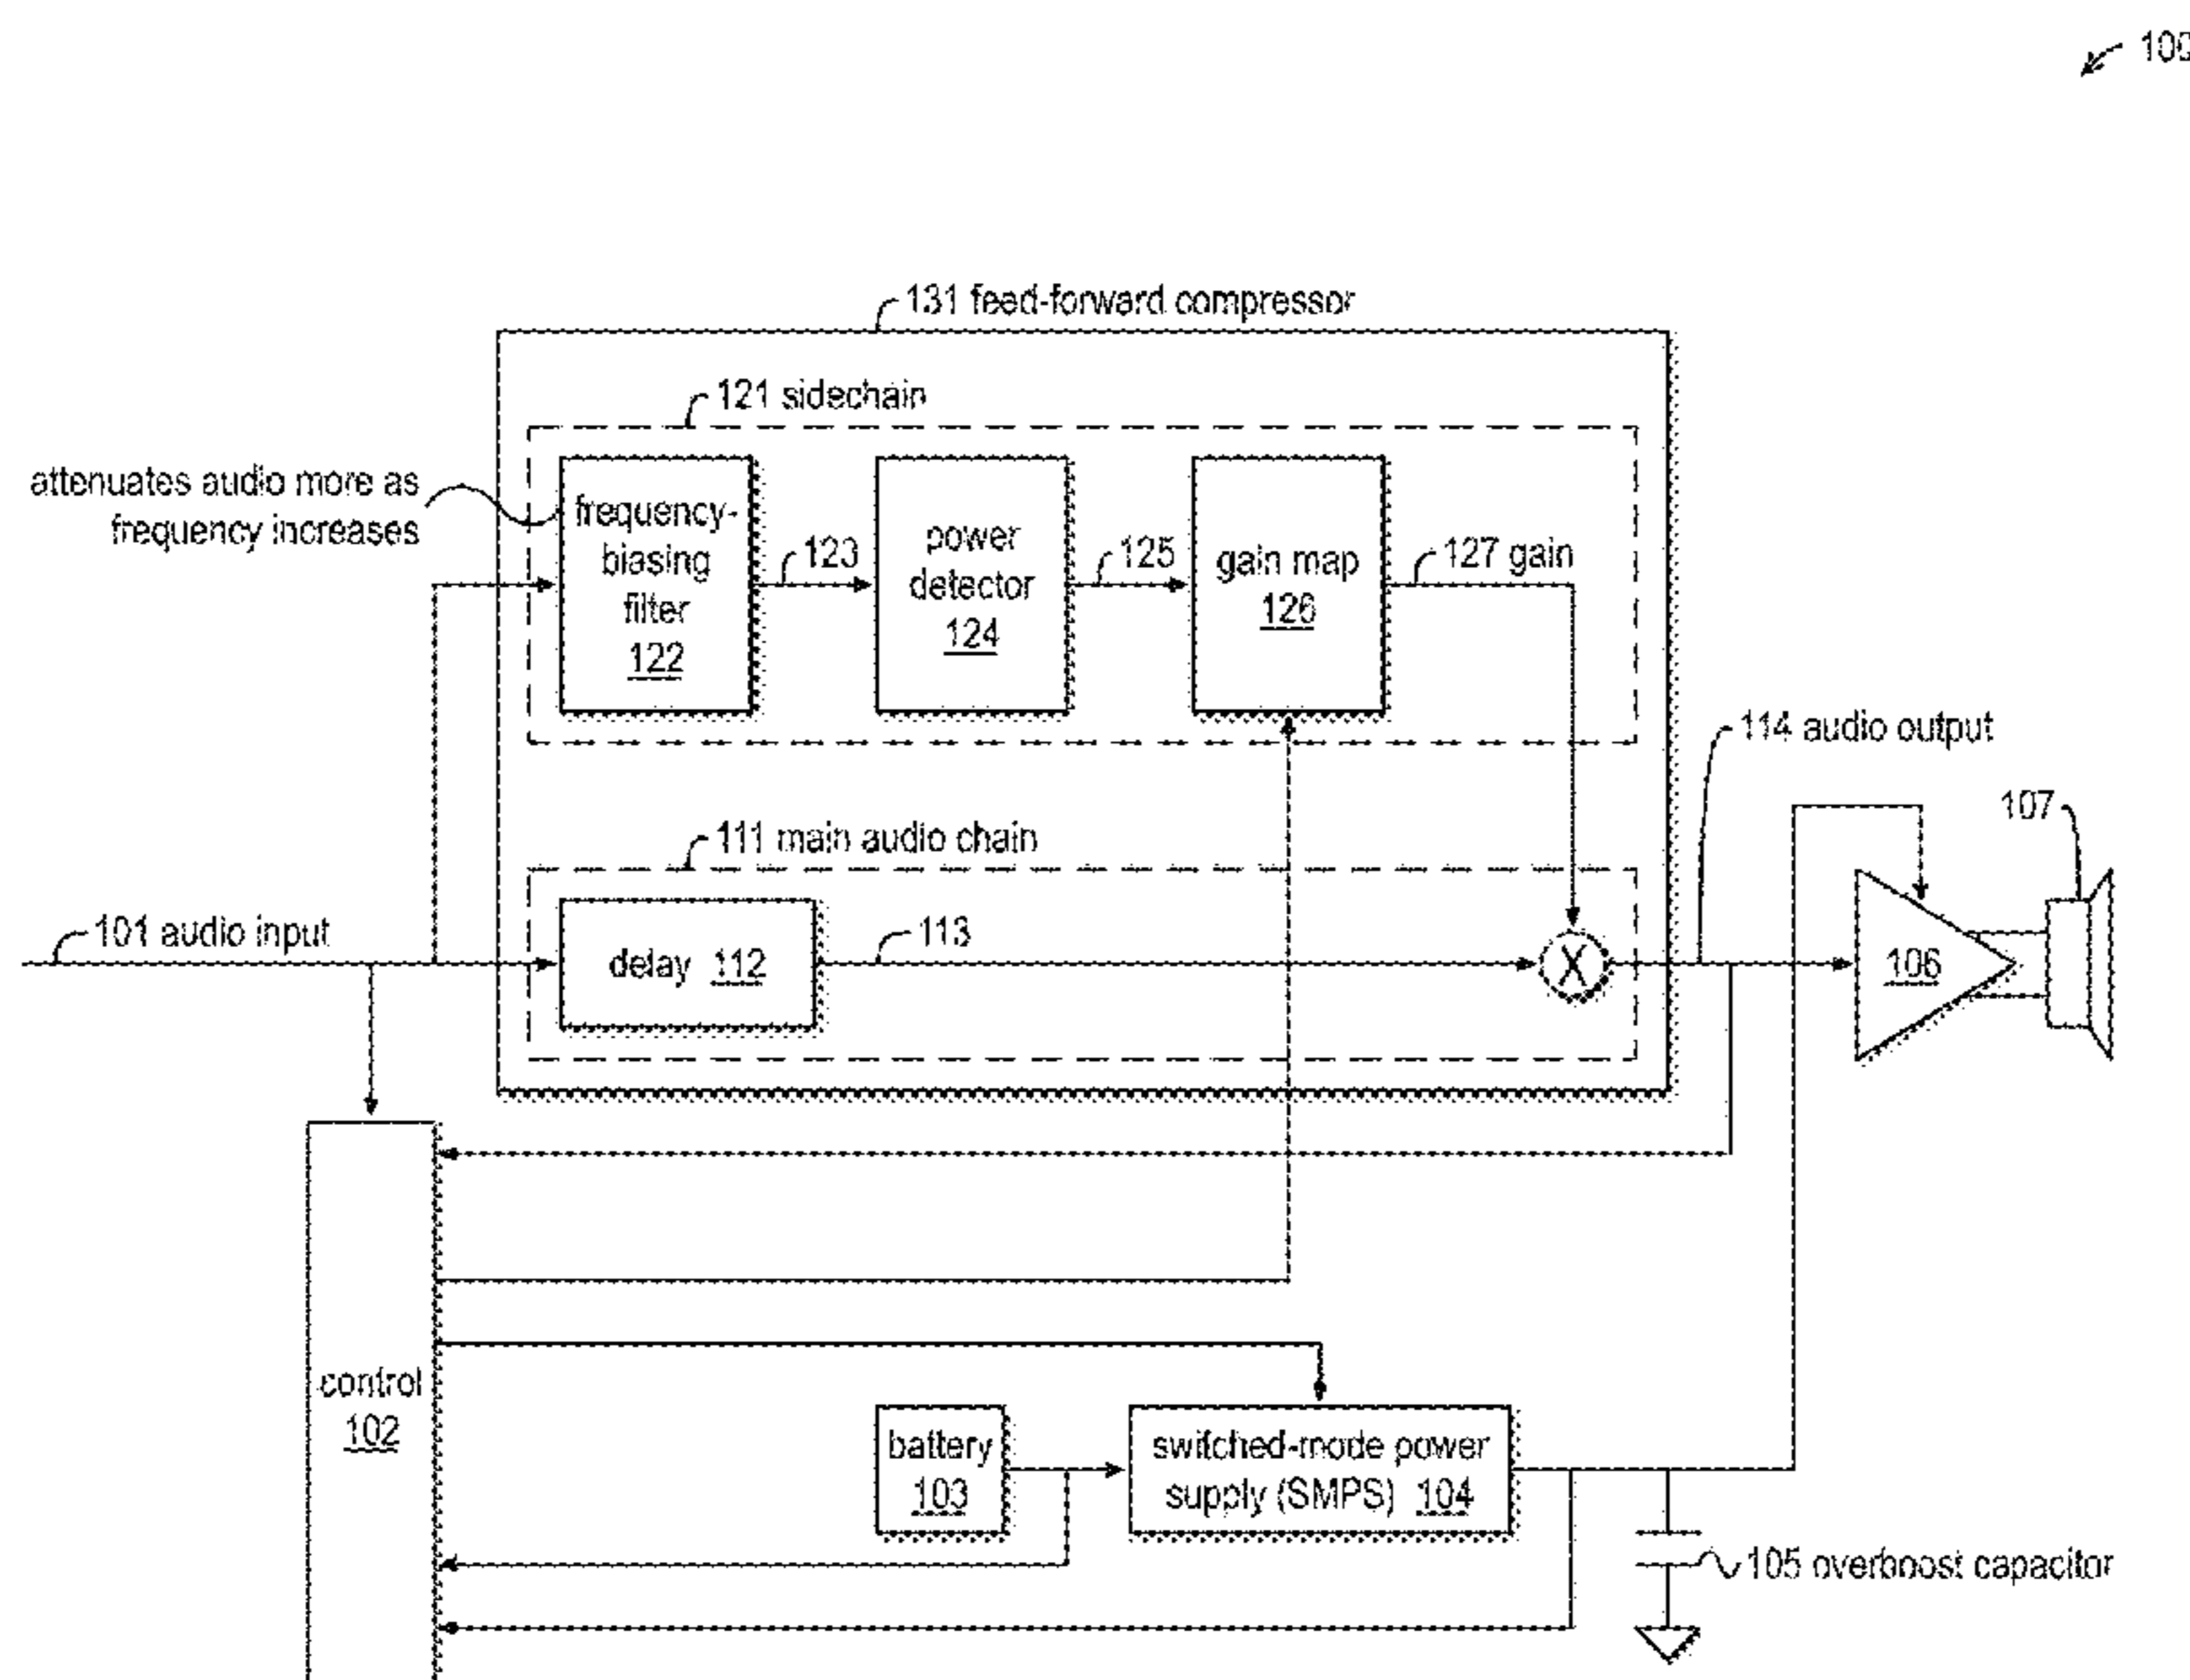 100
131 feed-forward compressor
121 sidechain
attenuates audio more as
frequency increases
frequency-
biasing
filter
122
123
power
detector
124
125
gain map
126
127 gain
114 audio output
107
111 main audio chain
101 audio input
delay 112
113
X
106
control
102
battery
103
switched-mode power
supply (SMPS) 104
105 overboost capacitor